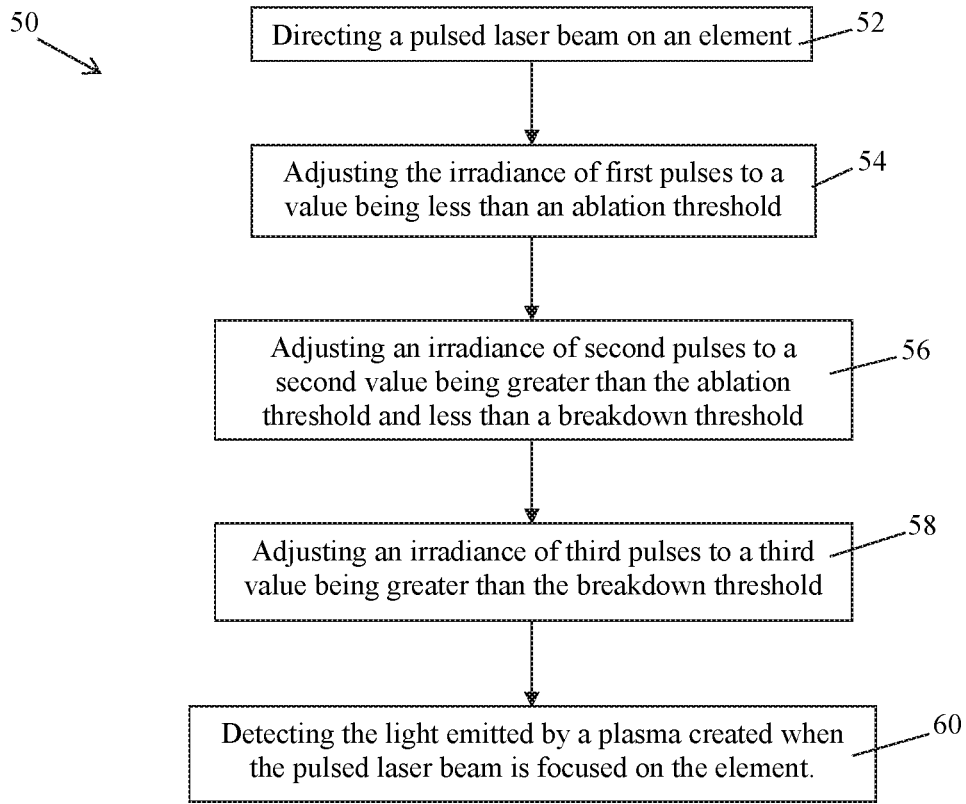 50
Directing a pulsed laser beam on an element
52
Adjusting the irradiance of first pulses to a
value being less than an ablation threshold
54
Adjusting an irradiance of second pulses to a
second value being greater than the ablation
threshold and less than a breakdown threshold
56
Adjusting an irradiance of third pulses to a third
value being greater than the breakdown threshold
58
Detecting the light emitted by a plasma created when
the pulsed laser beam is focused on the element.
60